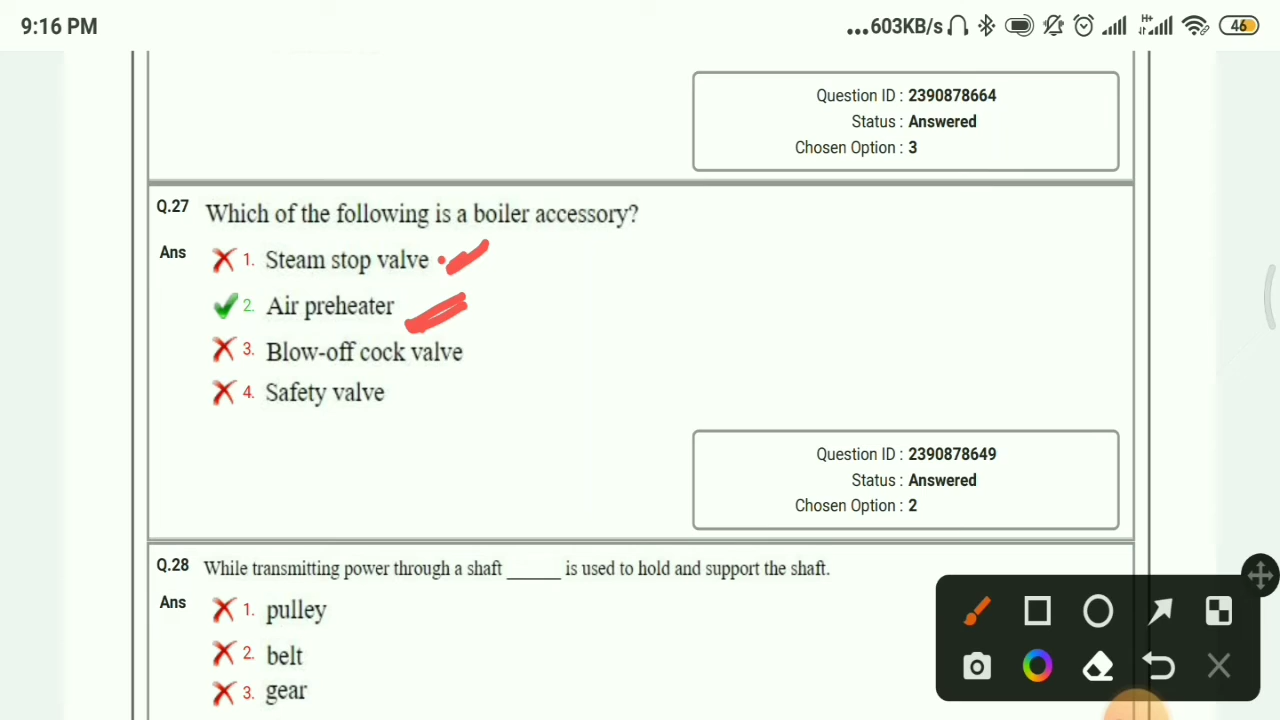 9:16 PM
...603KB/s H+ 46
Question ID : 2390878664
Status : Answered
Chosen Option : 3
Q.27 Which of the following is a boiler accessory?
Ans 1. Steam stop valve
2. Air preheater
3. Blow-off cock valve
4. Safety valve
Question ID : 2390878649
Status : Answered
Chosen Option : 2
Q.28 While transmitting power through a shaft ______ is used to hold and support the shaft.
Ans 1. pulley
2. belt
3. gear